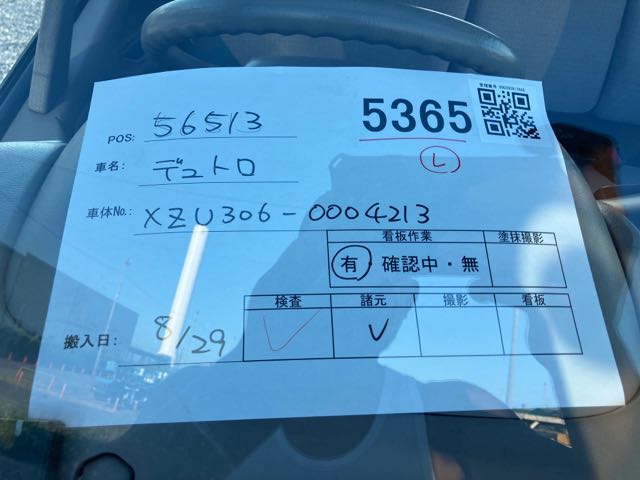 5365
Ⓛ
POS: 56513
車名: デュトロ
車体No.: XZU306-0004213
看板作業 塗抹撮影
有 確認中・無
検査 諸元 撮影 看板
搬入日: 8/29 ✓ ✓